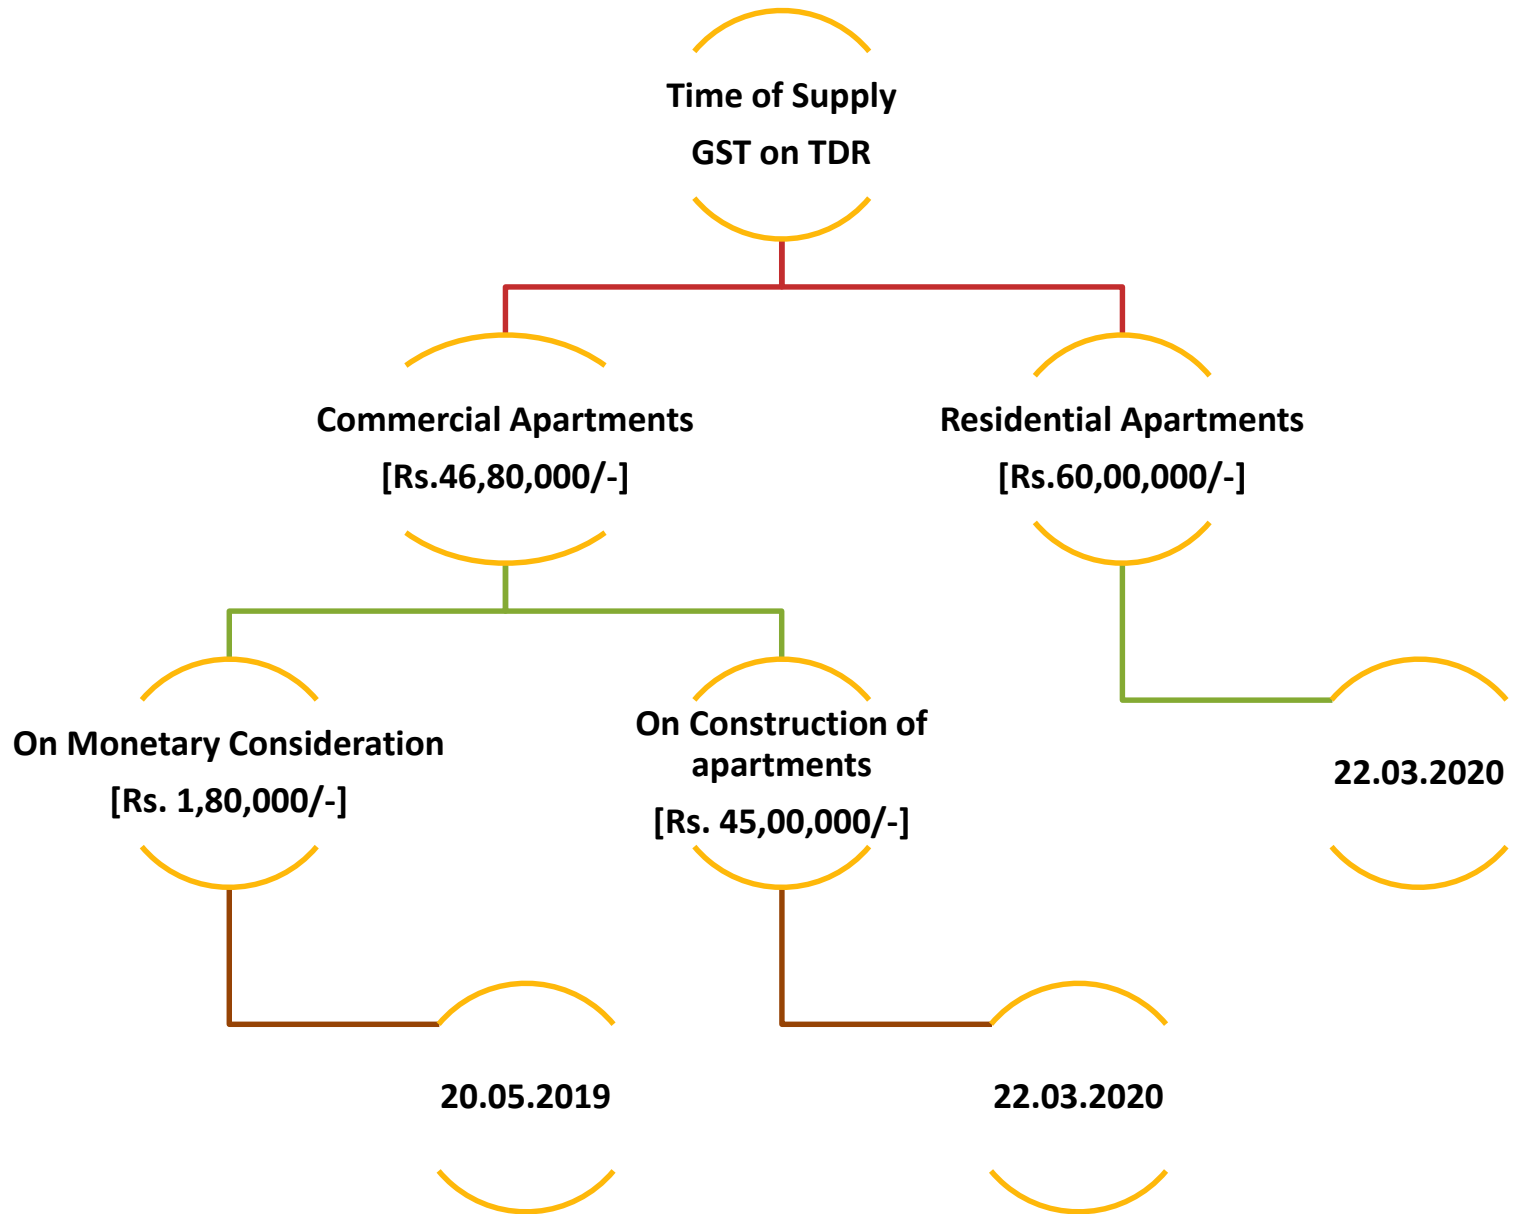 Time of Supply
GST on TDR
Commercial Apartments
[Rs.46,80,000/-]
Residential Apartments
[Rs.60,00,000/-]
On Monetary Consideration
[Rs. 1,80,000/-]
On Construction of
apartments
[Rs. 45,00,000/-]
22.03.2020
20.05.2019
22.03.2020